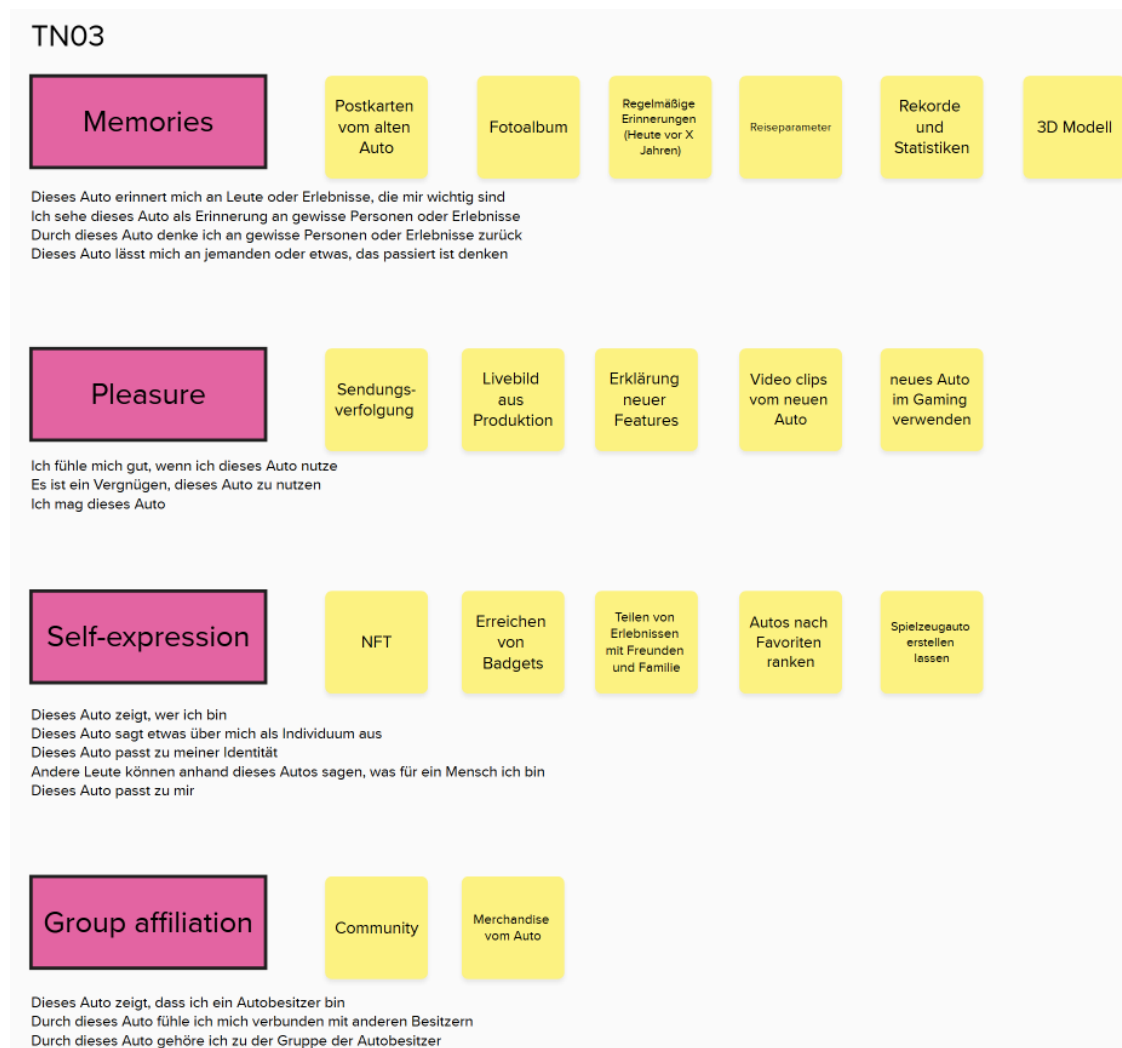 TN03
Memories
Postkarten
vom alten
Auto
Fotoalbum
Regelmäßige
Erinnerungen
(Heute vor X
Jahren)
Reiseparameter
Rekorde
und
Statistiken
3D Modell
Dieses Auto erinnert mich an Leute oder Erlebnisse, die mir wichtig sind
Ich sehe dieses Auto als Erinnerung an gewisse Personen oder Erlebnisse
Durch dieses Auto denke ich an gewisse Personen oder Erlebnisse zurück
Dieses Auto lässt mich an jemanden oder etwas, das passiert ist denken
Pleasure
Sendungs-
verfolgung
Livebild
aus
Produktion
Erklärung
neuer
Features
Video clips
vom neuen
Auto
neues Auto
im Gaming
verwenden
Ich fühle mich gut, wenn ich dieses Auto nutze
Es ist ein Vergnügen, dieses Auto zu nutzen
Ich mag dieses Auto
Self-expression
NFT
Erreichen
von
Badgets
Teilen von
Erlebnissen
mit Freunden
und Familie
Autos nach
Favoriten
ranken
Spielzeugauto
erstellen
lassen
Dieses Auto zeigt, wer ich bin
Dieses Auto sagt etwas über mich als Individuum aus
Dieses Auto passt zu meiner Identität
Andere Leute können anhand dieses Autos sagen, was für ein Mensch ich bin
Dieses Auto passt zu mir
Group affiliation
Community
Merchandise
vom Auto
Dieses Auto zeigt, dass ich ein Autobesitzer bin
Durch dieses Auto fühle ich mich verbunden mit anderen Besitzern
Durch dieses Auto gehöre ich zu der Gruppe der Autobesitzer